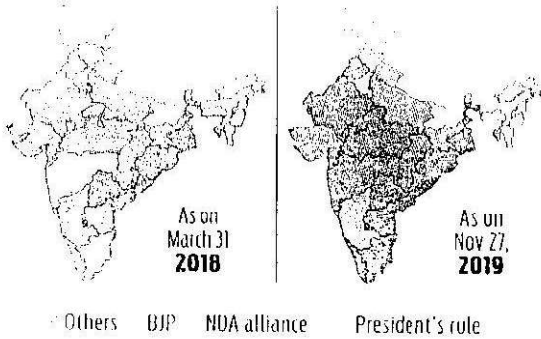 As on
March 31
2018
As on
Nov 27,
2019
Others BJP NDA alliance President's rule